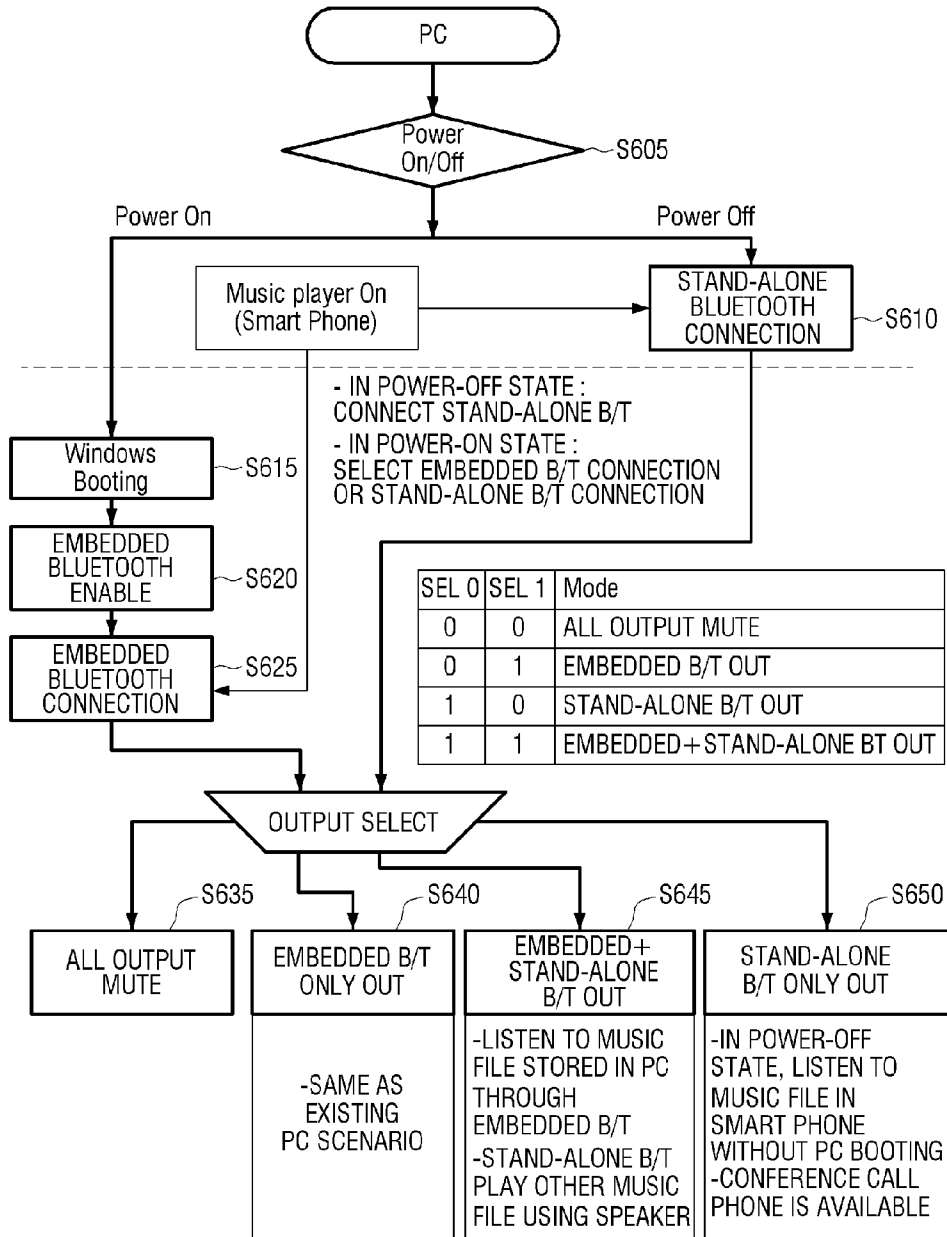 PC
Power
On/Off
S605
Power On
Power Off
Music player On
(Smart Phone)
STAND-ALONE
BLUETOOTH
CONNECTION
S610
- IN POWER-OFF STATE :
CONNECT STAND-ALONE B/T
- IN POWER-ON STATE :
SELECT EMBEDDED B/T CONNECTION
OR STAND-ALONE B/T CONNECTION
Windows
Booting
S615
EMBEDDED
BLUETOOTH
ENABLE
S620
EMBEDDED
BLUETOOTH
CONNECTION
S625
SEL 0 SEL 1 Mode
0 0 ALL OUTPUT MUTE
0 1 EMBEDDED B/T OUT
1 0 STAND-ALONE B/T OUT
1 1 EMBEDDED+STAND-ALONE BT OUT
OUTPUT SELECT
S635
ALL OUTPUT
MUTE
S640
EMBEDDED B/T
ONLY OUT
-SAME AS
EXISTING
PC SCENARIO
S645
EMBEDDED+
STAND-ALONE
B/T OUT
-LISTEN TO MUSIC
FILE STORED IN PC
THROUGH
EMBEDDED B/T
-STAND-ALONE B/T
PLAY OTHER MUSIC
FILE USING SPEAKER
S650
STAND-ALONE
B/T ONLY OUT
-IN POWER-OFF
STATE, LISTEN TO
MUSIC FILE IN
SMART PHONE
WITHOUT PC BOOTING
-CONFERENCE CALL
PHONE IS AVAILABLE